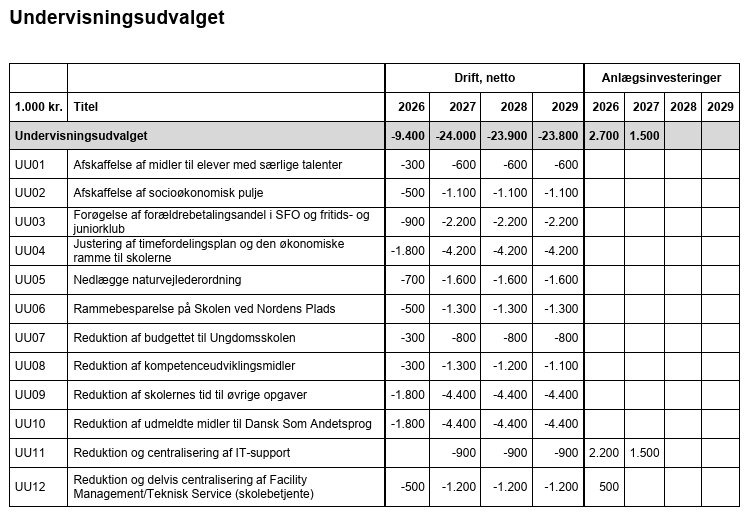 Undervisningsudvalget
Drift, netto Anlægsinvesteringer
1.000 kr. Titel 2026 2027 2028 2029 2026 2027 2028 2029
Undervisningsudvalget -9.400 -24.000 -23.900 -23.800 2.700 1.500
UU01 Afskaffelse af midler til elever med særlige talenter -300 -600 -600 -600
UU02 Afskaffelse af socioøkonomisk pulje -500 -1.100 -1.100 -1.100
UU03 Forøgelse af forældrebetalingsandel i SFO og fritids- og
juniorklub -900 -2.200 -2.200 -2.200
UU04 Justering af timefordelingsplan og den økonomiske
ramme til skolerne -1.800 -4.200 -4.200 -4.200
UU05 Nedlægge naturvejlederordning -700 -1.600 -1.600 -1.600
UU06 Rammebesparelse på Skolen ved Nordens Plads -500 -1.300 -1.300 -1.300
UU07 Reduktion af budgettet til Ungdomsskolen -300 -800 -800 -800
UU08 Reduktion af kompetenceudviklingsmidler -300 -1.300 -1.200 -1.100
UU09 Reduktion af skolernes tid til øvrige opgaver -1.800 -4.400 -4.400 -4.400
UU10 Reduktion af udmeldte midler til Dansk Som Andetsprog -1.800 -4.400 -4.400 -4.400
UU11 Reduktion og centralisering af IT-support -900 -900 -900 2.200 1.500
UU12 Reduktion og delvis centralisering af Facility
Management/Teknisk Service (skolebetjente) -500 -1.200 -1.200 -1.200 500